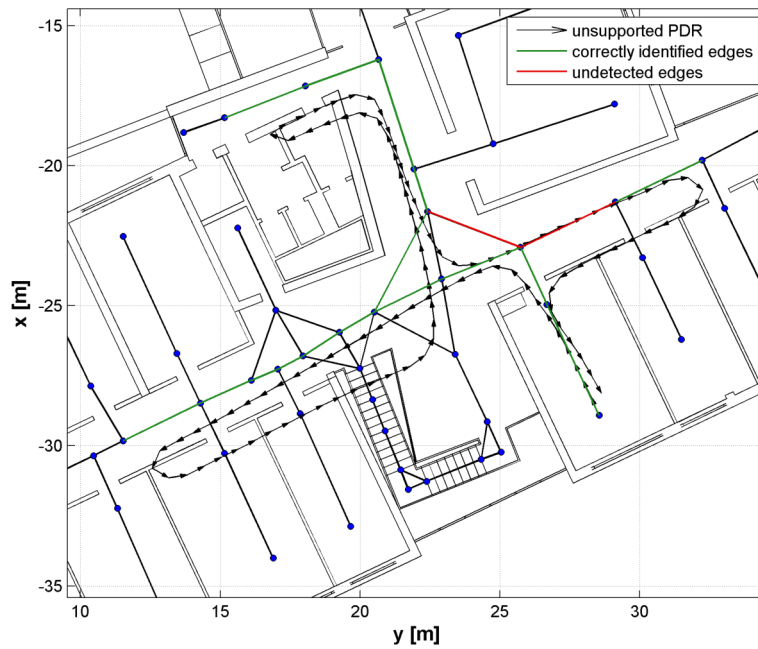 unsupported PDR
correctly identified edges
undetected edges
-15
-20
-25
-30
-35
x [m]
10
15
20
25
30
y [m]